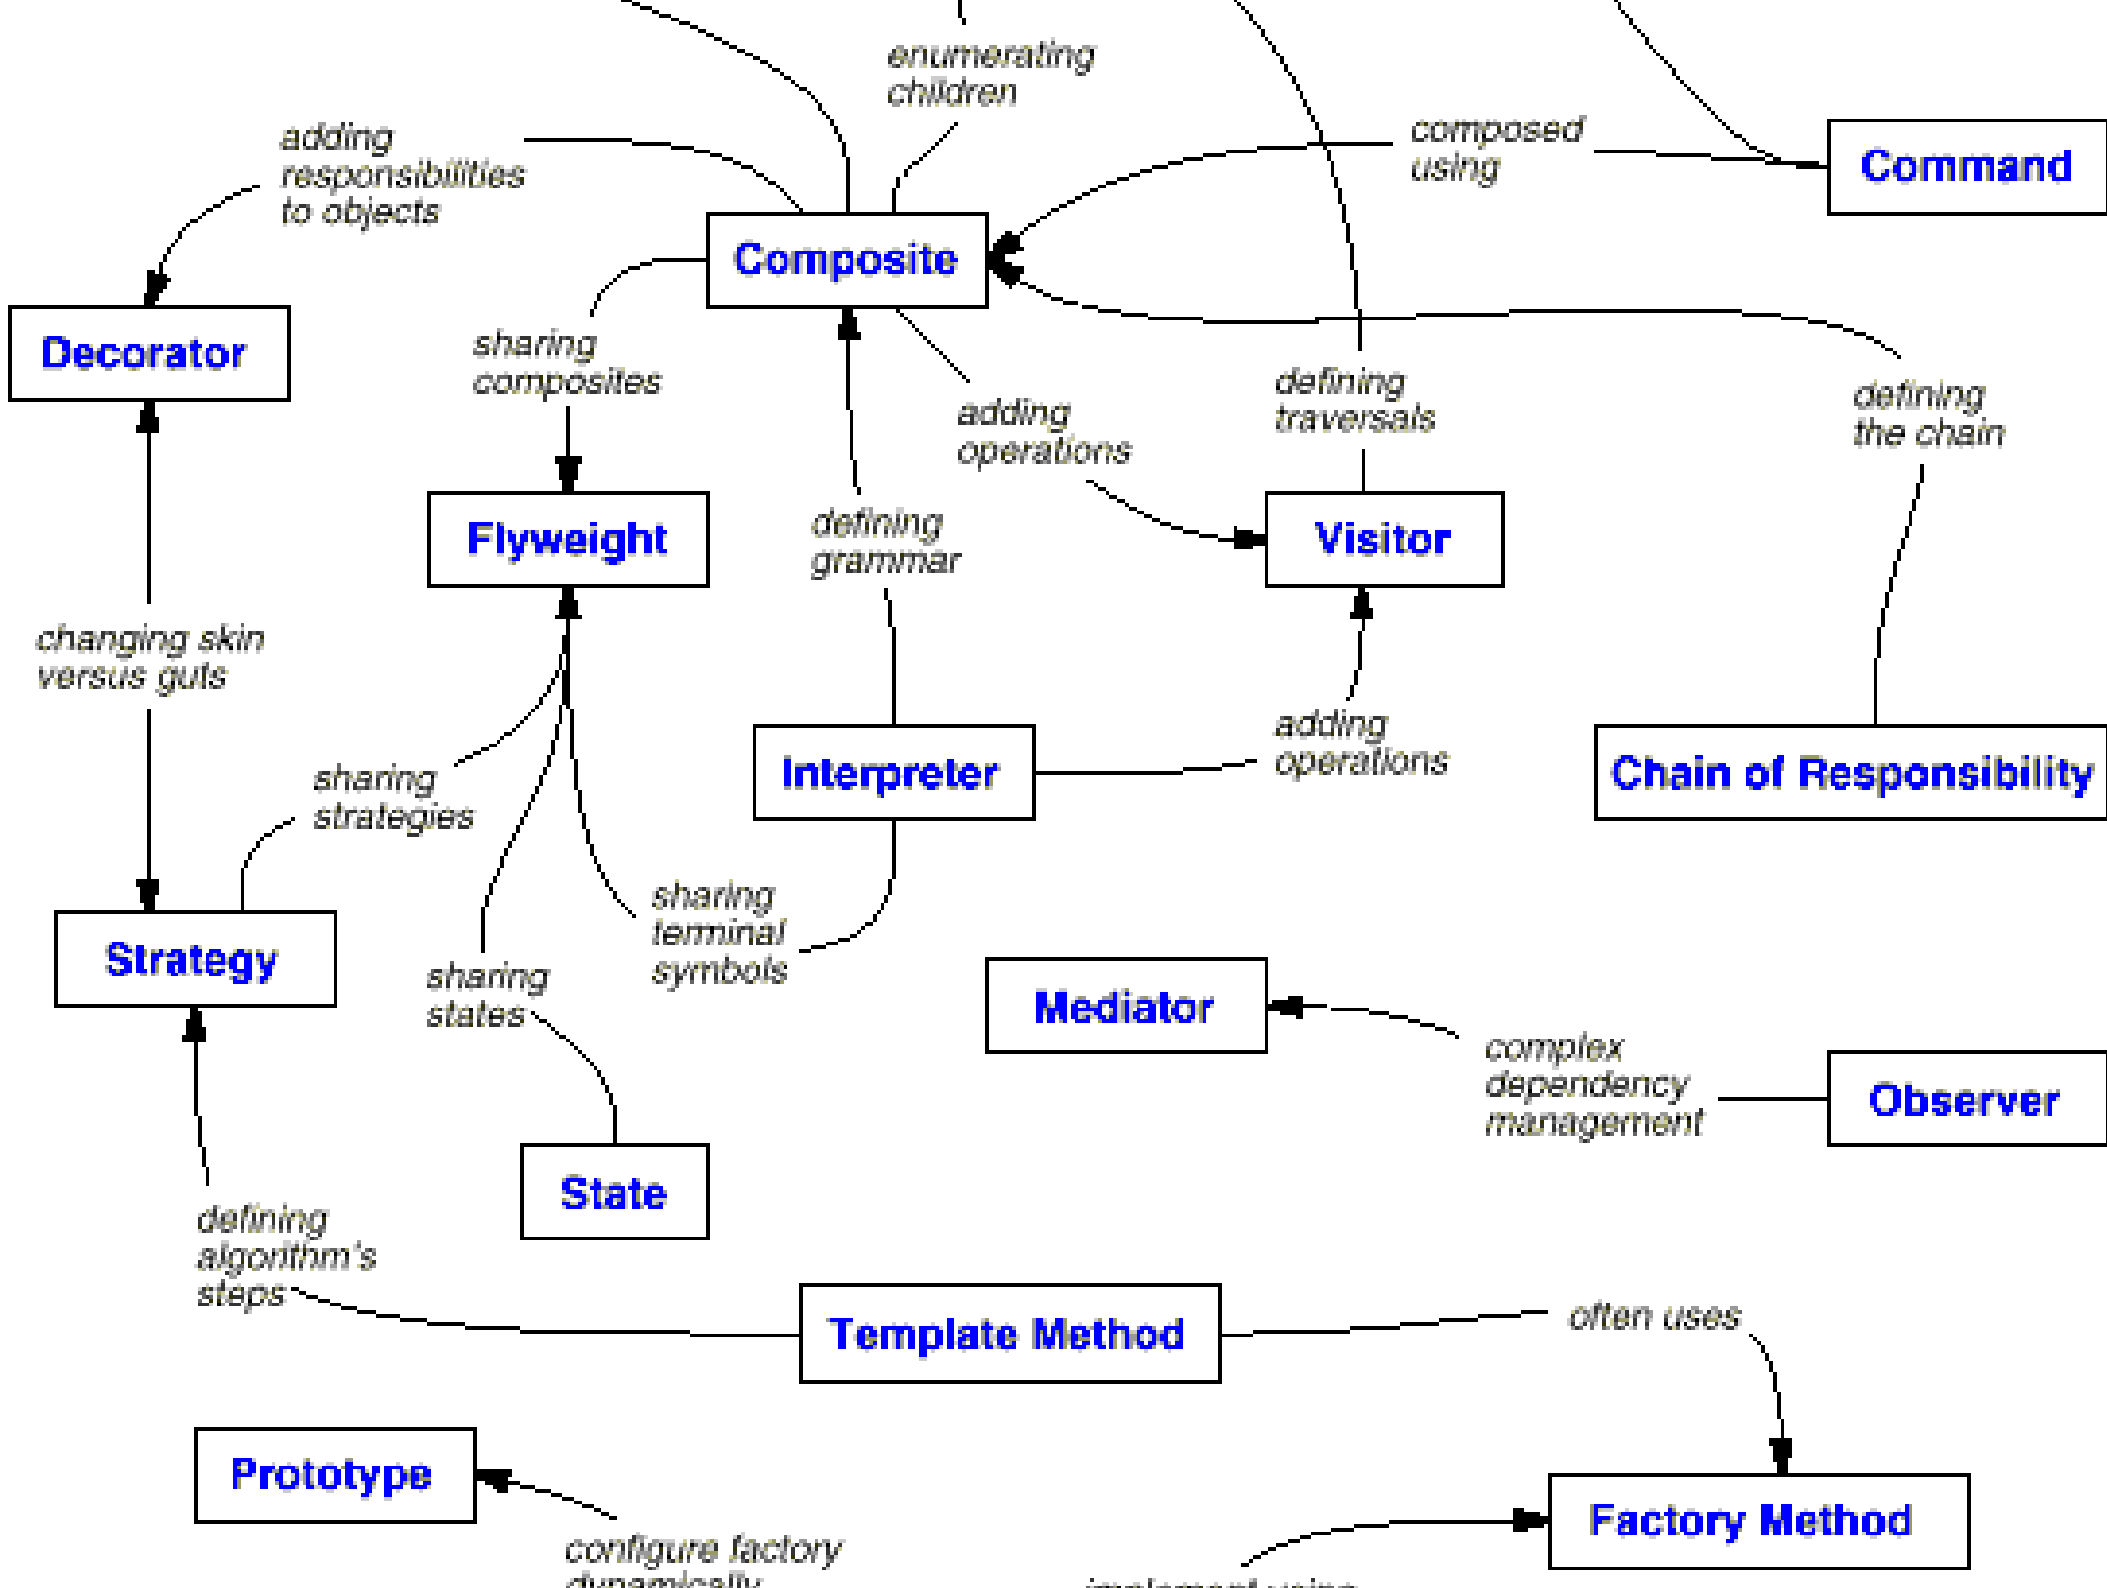 enumerating
children
adding
responsibilities
to objects
composed
using
Command
Composite
Decorator
sharing
composites
adding
operations
defining
traversals
defining
the chain
Flyweight
defining
grammar
Visitor
changing skin
versus guts
sharing
strategies
Interpreter
adding
operations
Chain of Responsibility
sharing
terminal
symbols
Strategy
sharing
states
Mediator
complex
dependency
management
Observer
State
defining
algorithm's
steps
Template Method
often uses
Prototype
Factory Method
configure factory
dynamically
implement using